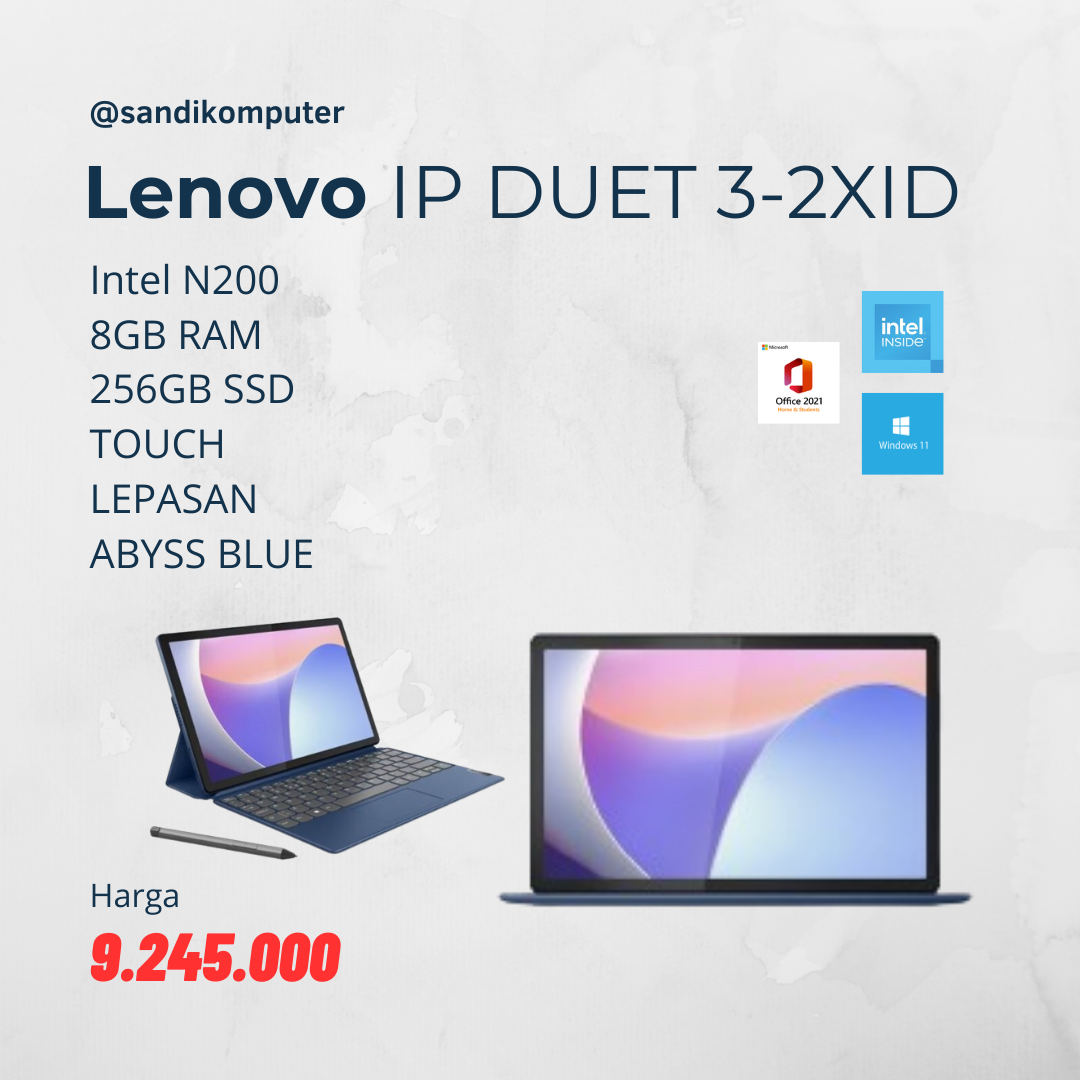 @sandikomputer
Lenovo IP DUET 3-2XID
Intel N200
8GB RAM
256GB SSD
TOUCH
LEPASAN
ABYSS BLUE
intel
INSIDE
Microsoft
Office 2021
Home & Students
Windows 11
Harga
9.245.000